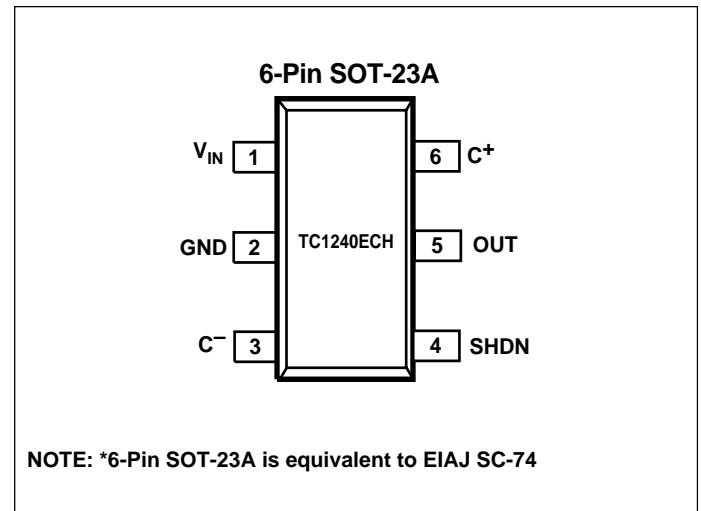 6-Pin SOT-23A
V_IN 1
6 C+
GND 2
TC1240ECH
5 OUT
C– 3
4 SHDN
NOTE: *6-Pin SOT-23A is equivalent to EIAJ SC-74